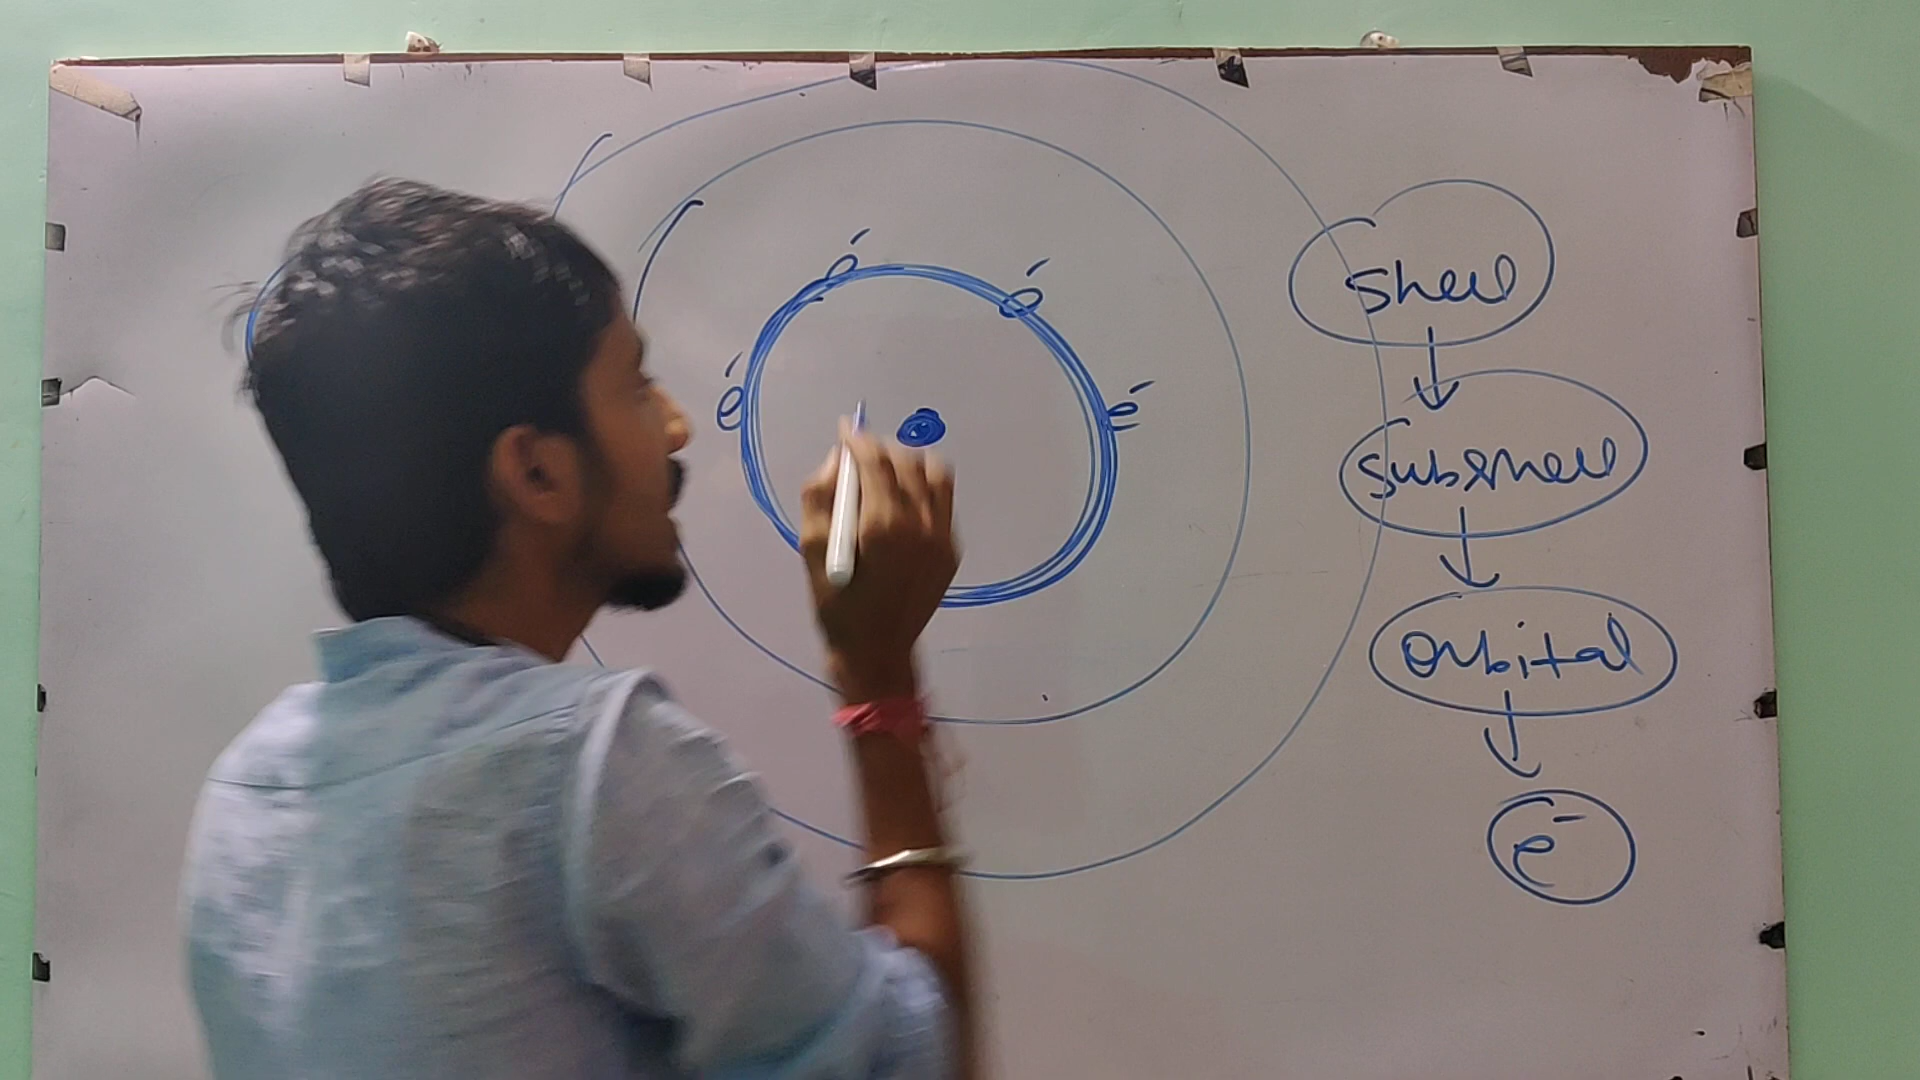 e⁻
e⁻
e⁻
e⁻
Shell
↓
Subshell
↓
Orbital
↓
e⁻